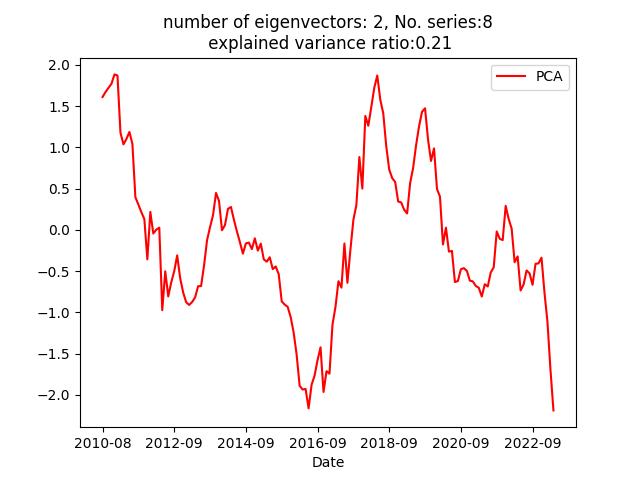 number of eigenvectors: 2, No. series:8
explained variance ratio:0.21
PCA
2.0
1.5
1.0
0.5
0.0
−0.5
−1.0
−1.5
−2.0
2010-08 2012-09 2014-09 2016-09 2018-09 2020-09 2022-09
Date